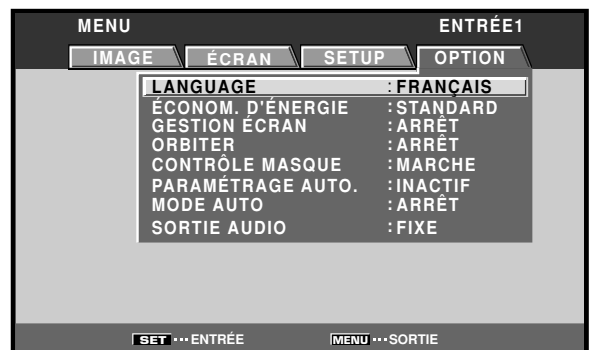 MENU ENTRÉE1
IMAGE ÉCRAN SETUP OPTION
LANGUAGE :FRANÇAIS
ÉCONOM. D'ÉNERGIE :STANDARD
GESTION ÉCRAN :ARRÊT
ORBITER :ARRÊT
CONTRÔLE MASQUE :MARCHE
PARAMÉTRAGE AUTO. :INACTIF
MODE AUTO :ARRÊT
SORTIE AUDIO :FIXE
SET ···ENTRÉE MENU ···SORTIE